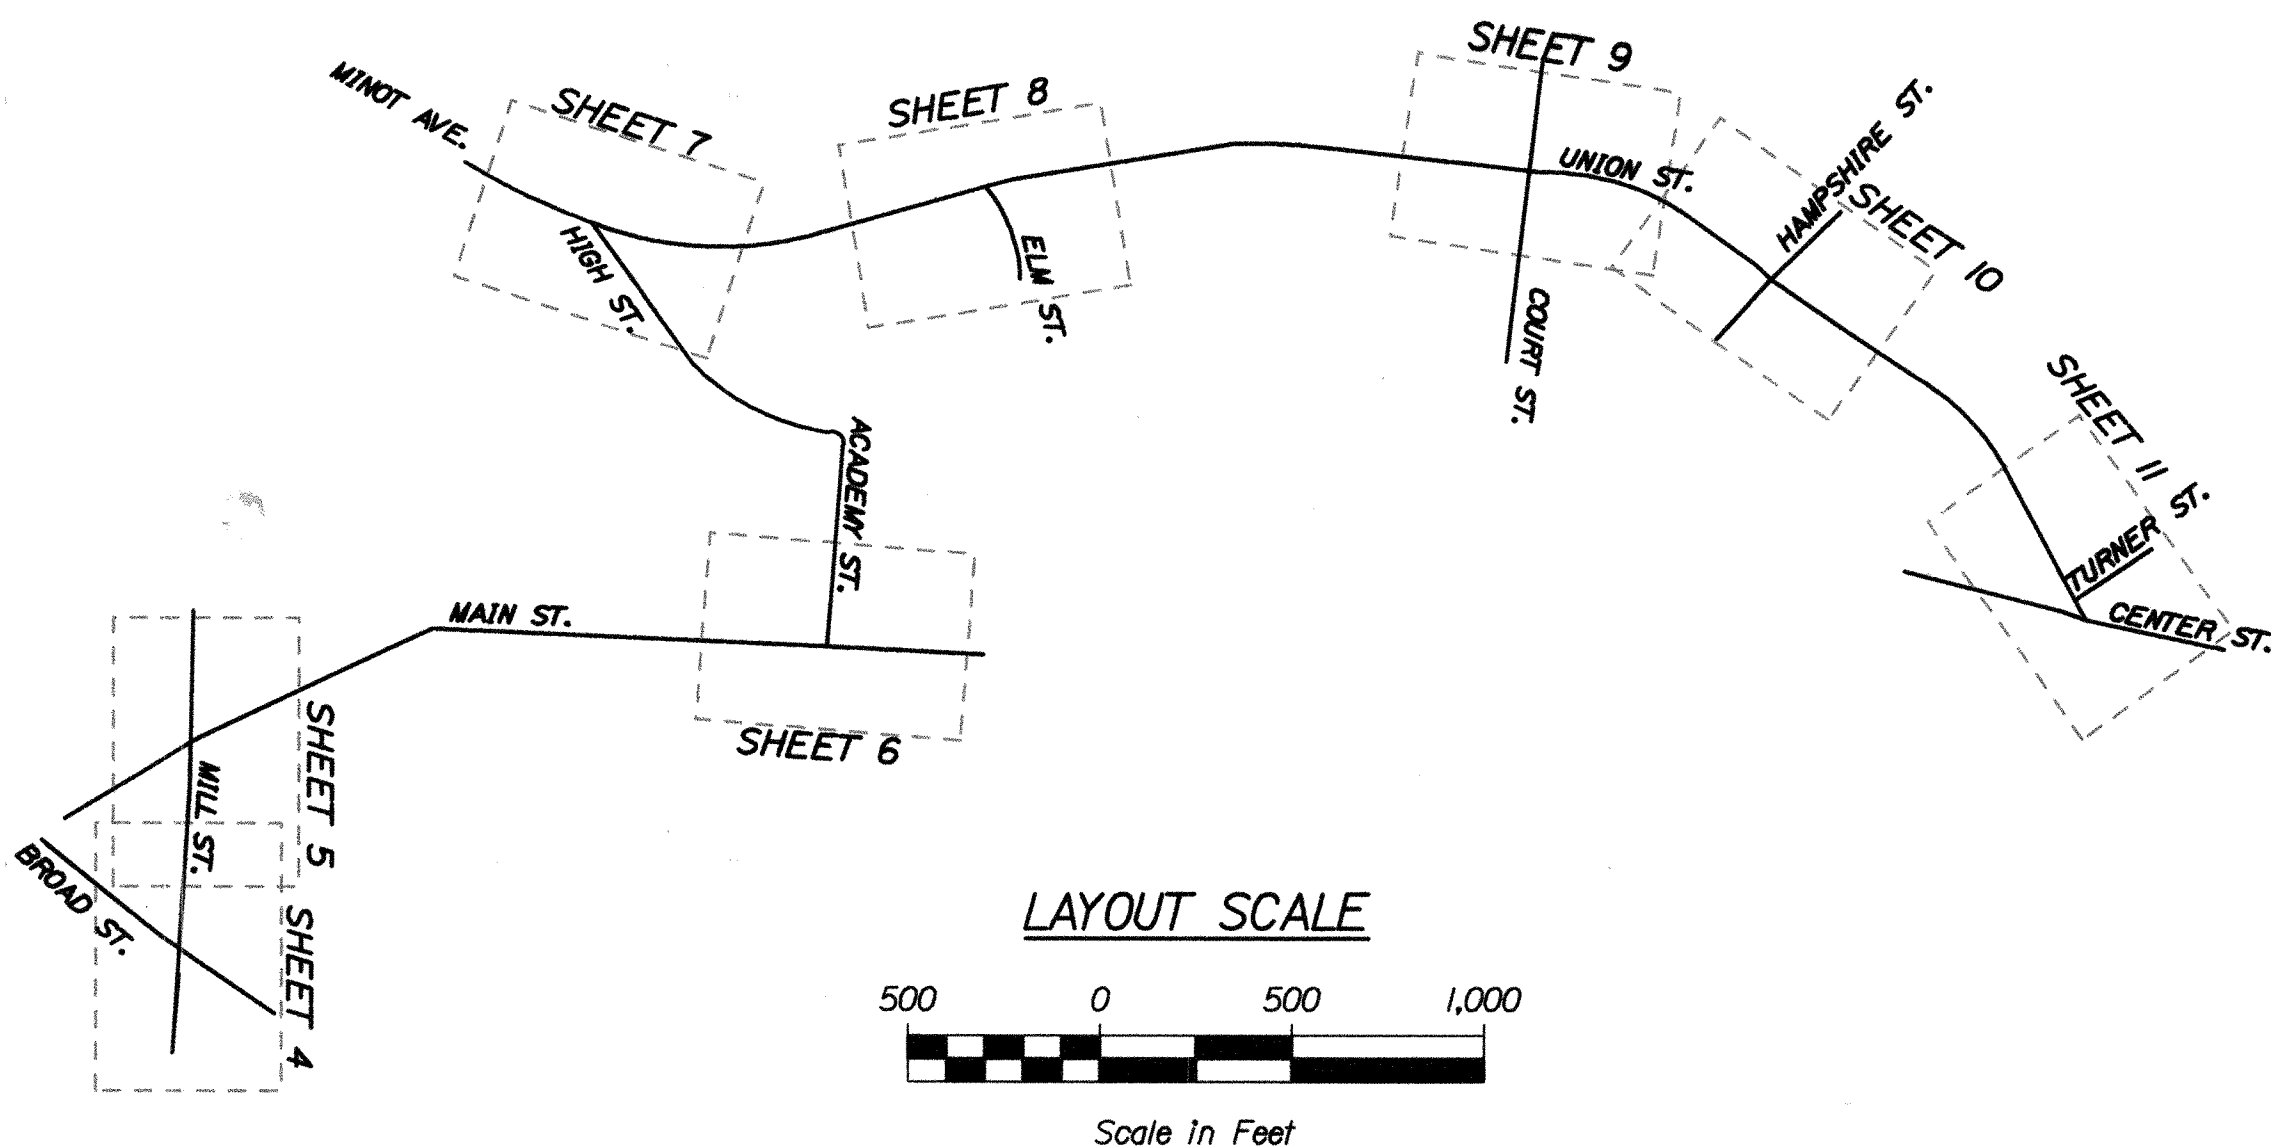 SHEET 9
MINOT AVE.
SHEET 7
SHEET 8
HAMPSHIRE ST.
UNION ST.
SHEET 10
HIGH ST.
ELM ST.
COURT ST.
SHEET 11
ACADEMY ST.
TURNER ST.
CENTER ST.
MAIN ST.
SHEET 6
SHEET 5
MILL ST.
BROAD ST.
SHEET 4
LAYOUT SCALE
500 0 500 1,000
Scale in Feet